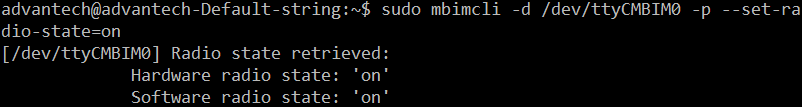 advantech@advantech-Default-string:~$ sudo mbimcli -d /dev/ttyCMBIM0 -p --set-ra
dio-state=on
[/dev/ttyCMBIM0] Radio state retrieved:
Hardware radio state: 'on'
Software radio state: 'on'